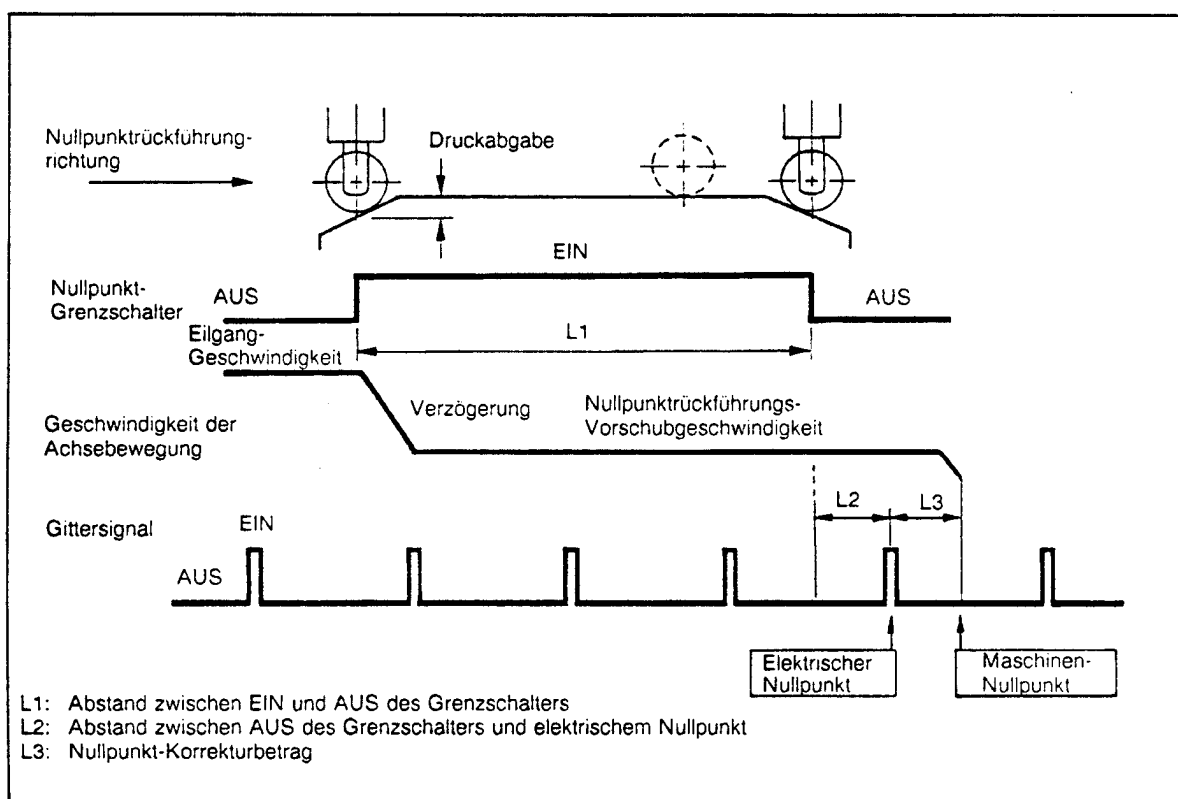 Nullpunktrückführung-
richtung
Druckabgabe
EIN
Nullpunkt-
Grenzschalter
AUS
AUS
L1
Eilgang-
Geschwindigkeit
Verzögerung
Nullpunktrückführungs-
Vorschubgeschwindigkeit
Geschwindigkeit der
Achsebewegung
L2
L3
Gittersignal
EIN
AUS
Elektrischer
Nullpunkt
Maschinen-
Nullpunkt
L1: Abstand zwischen EIN und AUS des Grenzschalters
L2: Abstand zwischen AUS des Grenzschalters und elektrischem Nullpunkt
L3: Nullpunkt-Korrekturbetrag